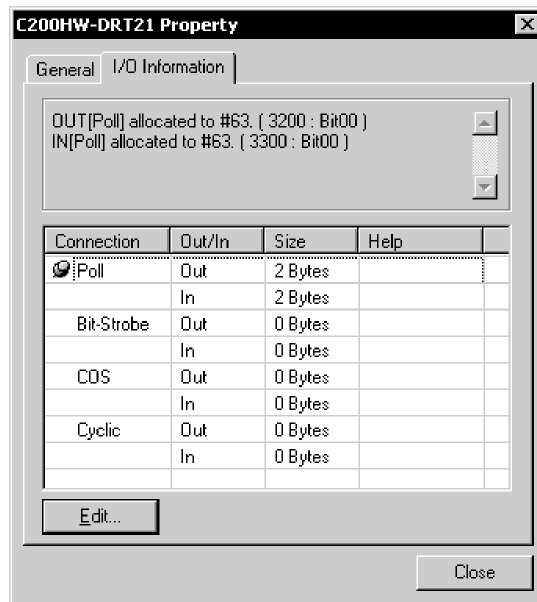 C200HW-DRT21 Property
General I/O Information
OUT[Poll] allocated to #63. ( 3200 : Bit00 )
IN[Poll] allocated to #63. ( 3300 : Bit00 )
Connection Out/In Size Help
Poll Out 2 Bytes
In 2 Bytes
Bit-Strobe Out 0 Bytes
In 0 Bytes
COS Out 0 Bytes
In 0 Bytes
Cyclic Out 0 Bytes
In 0 Bytes
Edit...
Close